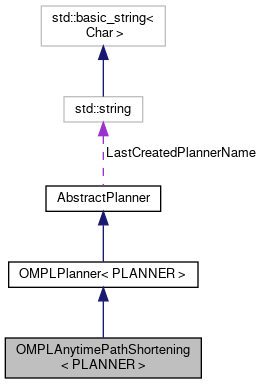 std::basic_string<
Char >
std::string
LastCreatedPlannerName
AbstractPlanner
OMPLPlanner< PLANNER >
OMPLAnytimePathShortening
< PLANNER >